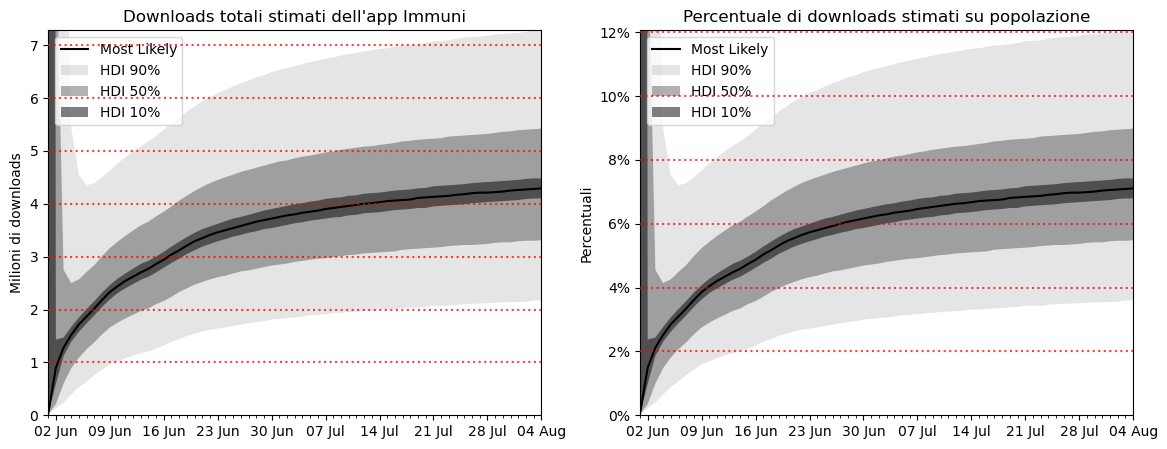 Downloads totali stimati dell'app Immuni
Milioni di downloads
7
6
5
4
3
2
1
0
Most Likely
HDI 90%
HDI 50%
HDI 10%
02 Jun 09 Jun 16 Jun 23 Jun 30 Jun 07 Jul 14 Jul 21 Jul 28 Jul 04 Aug
Percentuale di downloads stimati su popolazione
Percentuali
12%
10%
8%
6%
4%
2%
0%
Most Likely
HDI 90%
HDI 50%
HDI 10%
02 Jun 09 Jun 16 Jun 23 Jun 30 Jun 07 Jul 14 Jul 21 Jul 28 Jul 04 Aug